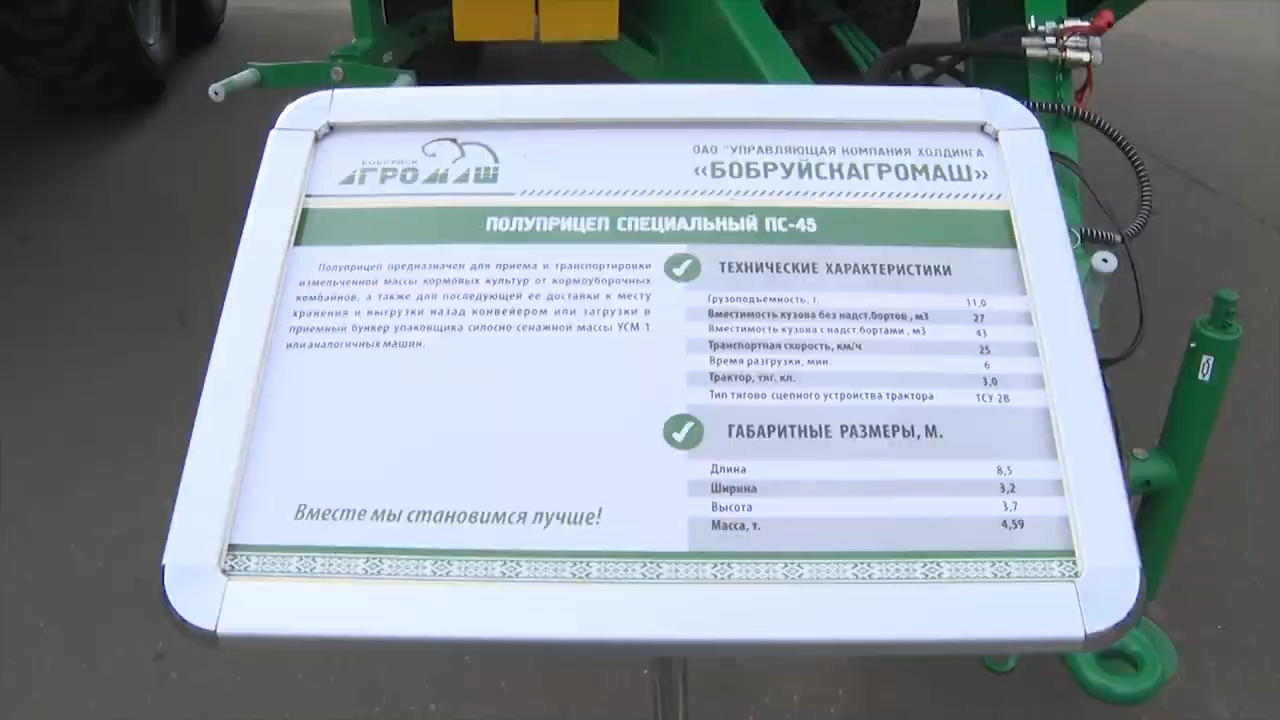 БОБРУЙСК
АГРОМАШ
ОАО "УПРАВЛЯЮЩАЯ КОМПАНИЯ ХОЛДИНГА
«БОБРУЙСКАГРОМАШ»
ПОЛУПРИЦЕП СПЕЦИАЛЬНЫЙ ПС-45
Полуприцеп предназначен для приема и транспортировки
измельченной массы кормовых культур от кормоуборочных
комбайнов, а также для последующей ее доставки к месту
хранения и выгрузки назад конвейером или загрузки в
приемный бункер упаковщика силосно-сенажной массы УСМ-1
или аналогичных машин.
Вместе мы становимся лучше!
ТЕХНИЧЕСКИЕ ХАРАКТЕРИСТИКИ
Грузоподъемность, т. 11,0
Вместимость кузова без надст.бортов , м3 27
Вместимость кузова с надст.бортами , м3 43
Транспортная скорость, км/ч 25
Время разгрузки, мин. 6
Трактор, тяг. кл. 3,0
Тип тягово-сцепного устройства трактора ТСУ-2В
ГАБАРИТНЫЕ РАЗМЕРЫ, М.
Длина 8,5
Ширина 3,2
Высота 3,7
Масса, т. 4,59